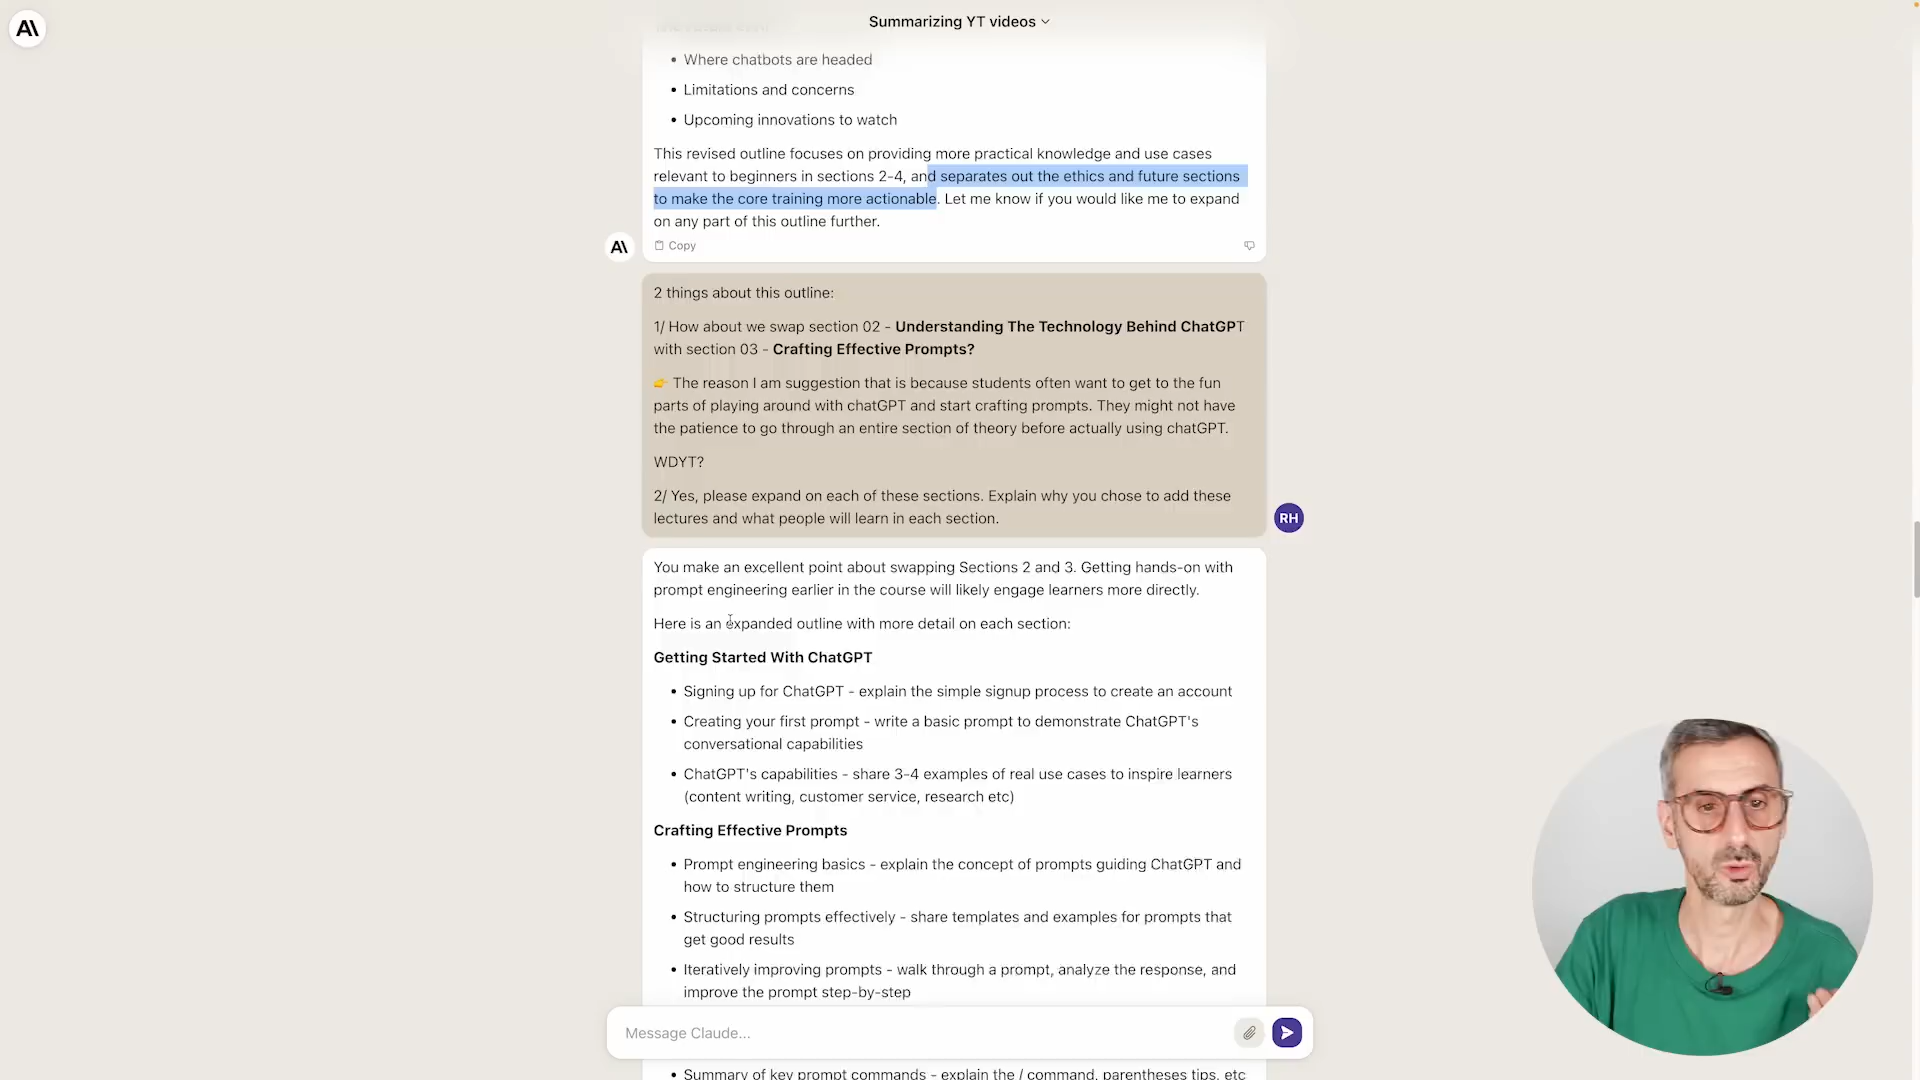 Summarizing YT videos
• Where chatbots are headed
• Limitations and concerns
• Upcoming innovations to watch
This revised outline focuses on providing more practical knowledge and use cases
relevant to beginners in sections 2-4, and separates out the ethics and future sections
to make the core training more actionable. Let me know if you would like me to expand
on any part of this outline further.
Copy
2 things about this outline:
1/ How about we swap section 02 - Understanding The Technology Behind ChatGPT
with section 03 - Crafting Effective Prompts?
👉 The reason I am suggestion that is because students often want to get to the fun
parts of playing around with chatGPT and start crafting prompts. They might not have
the patience to go through an entire section of theory before actually using chatGPT.
WDYT?
2/ Yes, please expand on each of these sections. Explain why you chose to add these
lectures and what people will learn in each section.
RH
You make an excellent point about swapping Sections 2 and 3. Getting hands-on with
prompt engineering earlier in the course will likely engage learners more directly.
Here is an expanded outline with more detail on each section:
Getting Started With ChatGPT
• Signing up for ChatGPT - explain the simple signup process to create an account
• Creating your first prompt - write a basic prompt to demonstrate ChatGPT's
conversational capabilities
• ChatGPT's capabilities - share 3-4 examples of real use cases to inspire learners
(content writing, customer service, research etc)
Crafting Effective Prompts
• Prompt engineering basics - explain the concept of prompts guiding ChatGPT and
how to structure them
• Structuring prompts effectively - share templates and examples for prompts that
get good results
• Iteratively improving prompts - walk through a prompt, analyze the response, and
improve the prompt step-by-step
Message Claude...
• Summary of key prompt commands - explain the / command, parentheses tips, etc